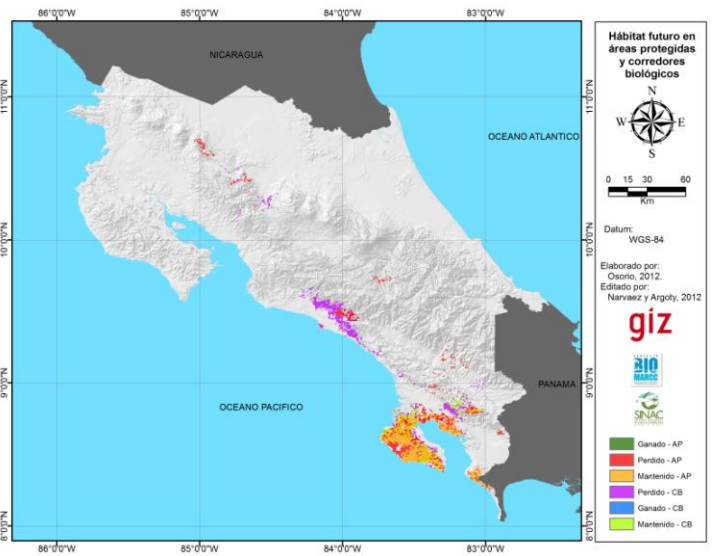 86°0'0"W
85°0'0"W
84°0'0"W
83°0'0"W
11°0'0"N
10°0'0"N
9°0'0"N
8°0'0"N
NICARAGUA
OCEANO ATLANTICO
OCEANO PACIFICO
PANAMA
11°0'0"N
10°0'0"N
9°0'0"N
8°0'0"N
86°0'0"W
85°0'0"W
84°0'0"W
83°0'0"W
Hábitat futuro en
áreas protegidas
y corredores
biológicos
N
W E
S
0 15 30 60
Km
Datum:
WGS-84
Elaborado por:
Osorio, 2012.
Editado por:
Narvaez y Argoty, 2012
giz
BIO
MARCC
SINAC
Ganado - AP
Perdido - AP
Mantenido - AP
Perdido - CB
Ganado - CB
Mantenido - CB